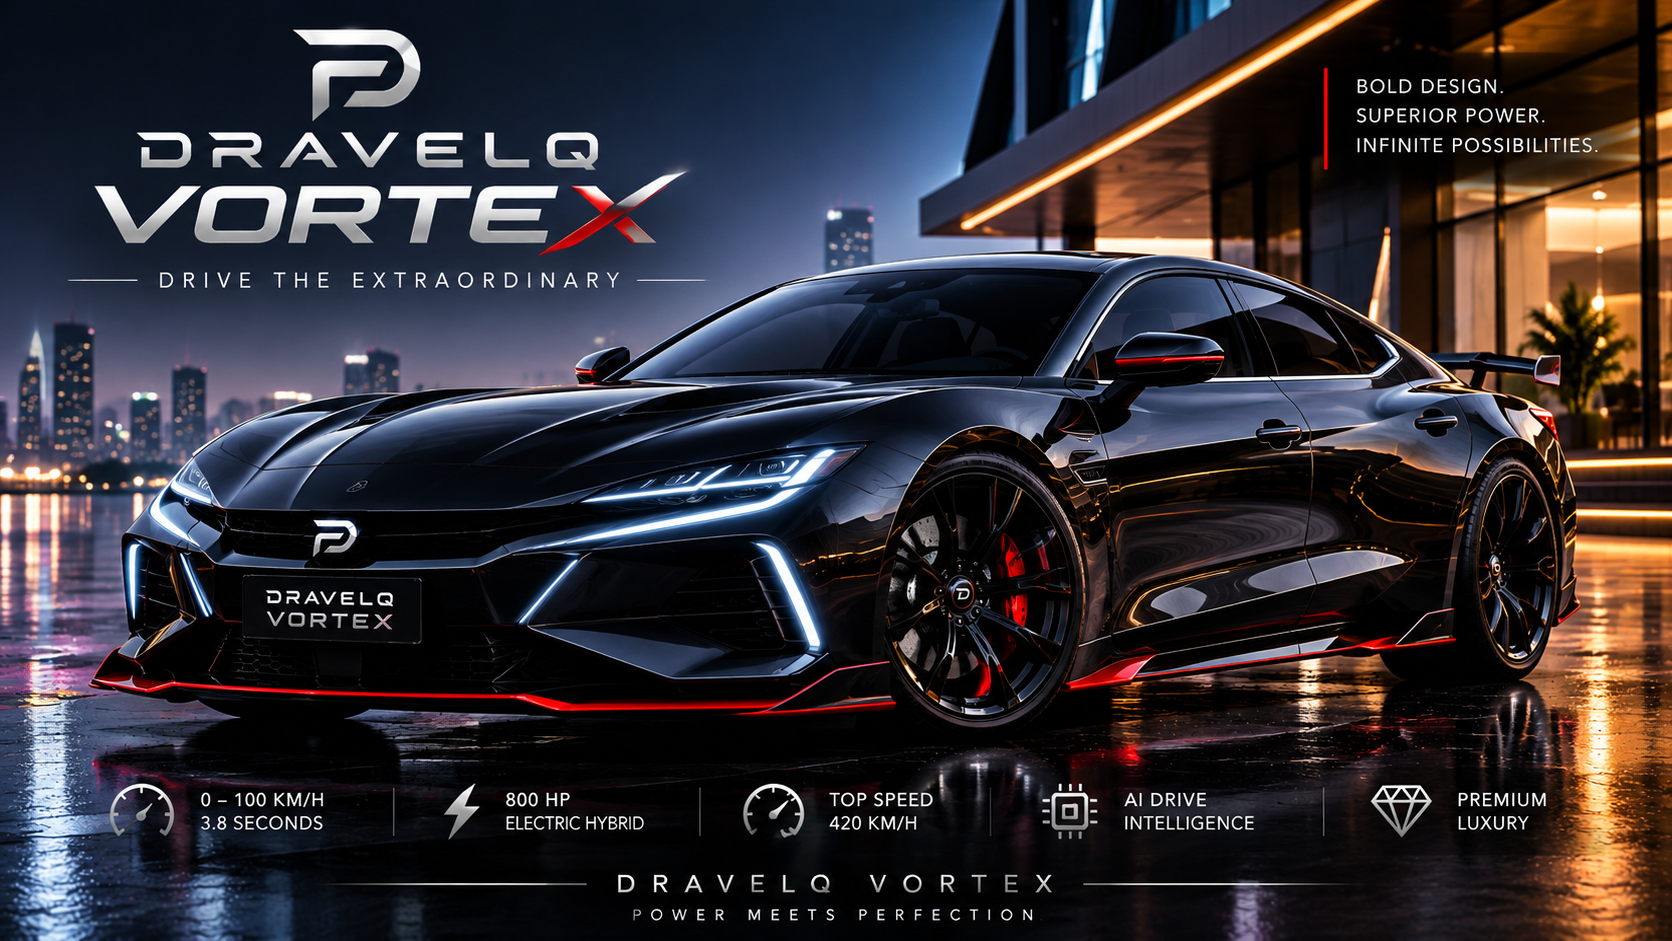 DRAVELQ
VORTEX
DRIVE THE EXTRAORDINARY
BOLD DESIGN.
SUPERIOR POWER.
INFINITE POSSIBILITIES.
DRAVELQ
VORTEX
0 – 100 KM/H
3.8 SECONDS
800 HP
ELECTRIC HYBRID
TOP SPEED
420 KM/H
AI DRIVE
INTELLIGENCE
PREMIUM
LUXURY
DRAVELQ VORTEX
POWER MEETS PERFECTION